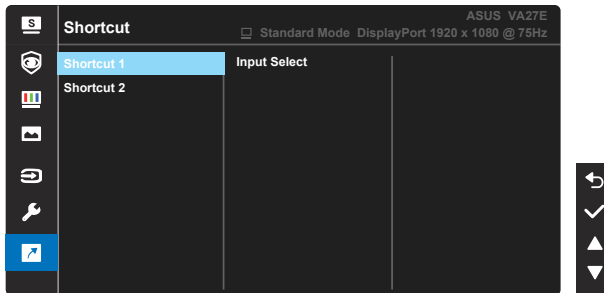 S
Shortcut
ASUS VA27E
Standard Mode DisplayPort 1920 x 1080 @ 75Hz
Shortcut 1
Input Select
Shortcut 2